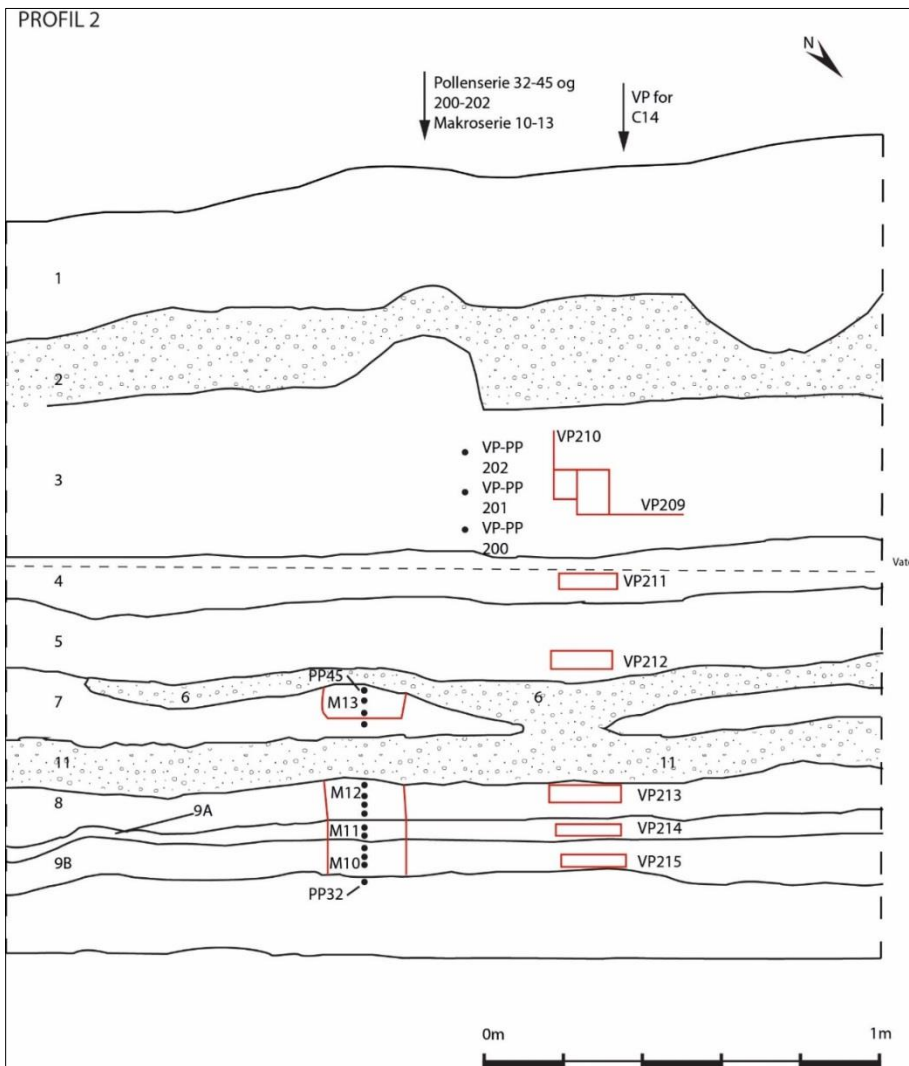 PROFIL 2
N
Pollenserie 32-45 og
200-202
Makroserie 10-13
VP for
C14
1
2
3
VP-PP
202
VP-PP
201
VP-PP
200
VP210
VP209
Vate
4
VP211
5
VP212
PP45
6
6
7
M13
11
11
8
M12
VP213
9A
M11
VP214
9B
M10
VP215
PP32
0m
1m